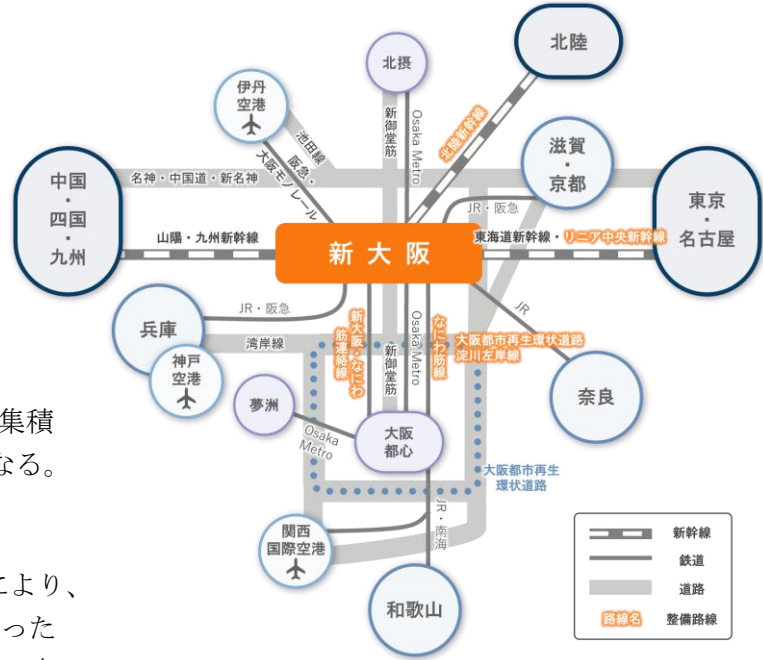 北陸
北摂
伊丹
空港
滋賀
・
京都
中国
・
四国
・
九州
東京
・
名古屋
池田線
阪急・
大阪モノレール
新御堂筋
Osaka Metro
北陸新幹線
名神・中国道・新名神
JR・阪急
山陽・九州新幹線
新大阪
東海道新幹線・リニア中央新幹線
JR・阪急
兵庫
神戸
空港
湾岸線
新大阪・なにわ
筋連絡線
新御堂筋
Osaka Metro
なにわ筋線
大阪都市再生環状道路
淀川左岸線
JR
奈良
夢洲
Osaka
Metro
大阪
都心
大阪都市再生
環状道路
JR・南海
関西
国際空港
和歌山
新幹線
鉄道
道路
路線名
整備路線
集積
なる。
により、
った